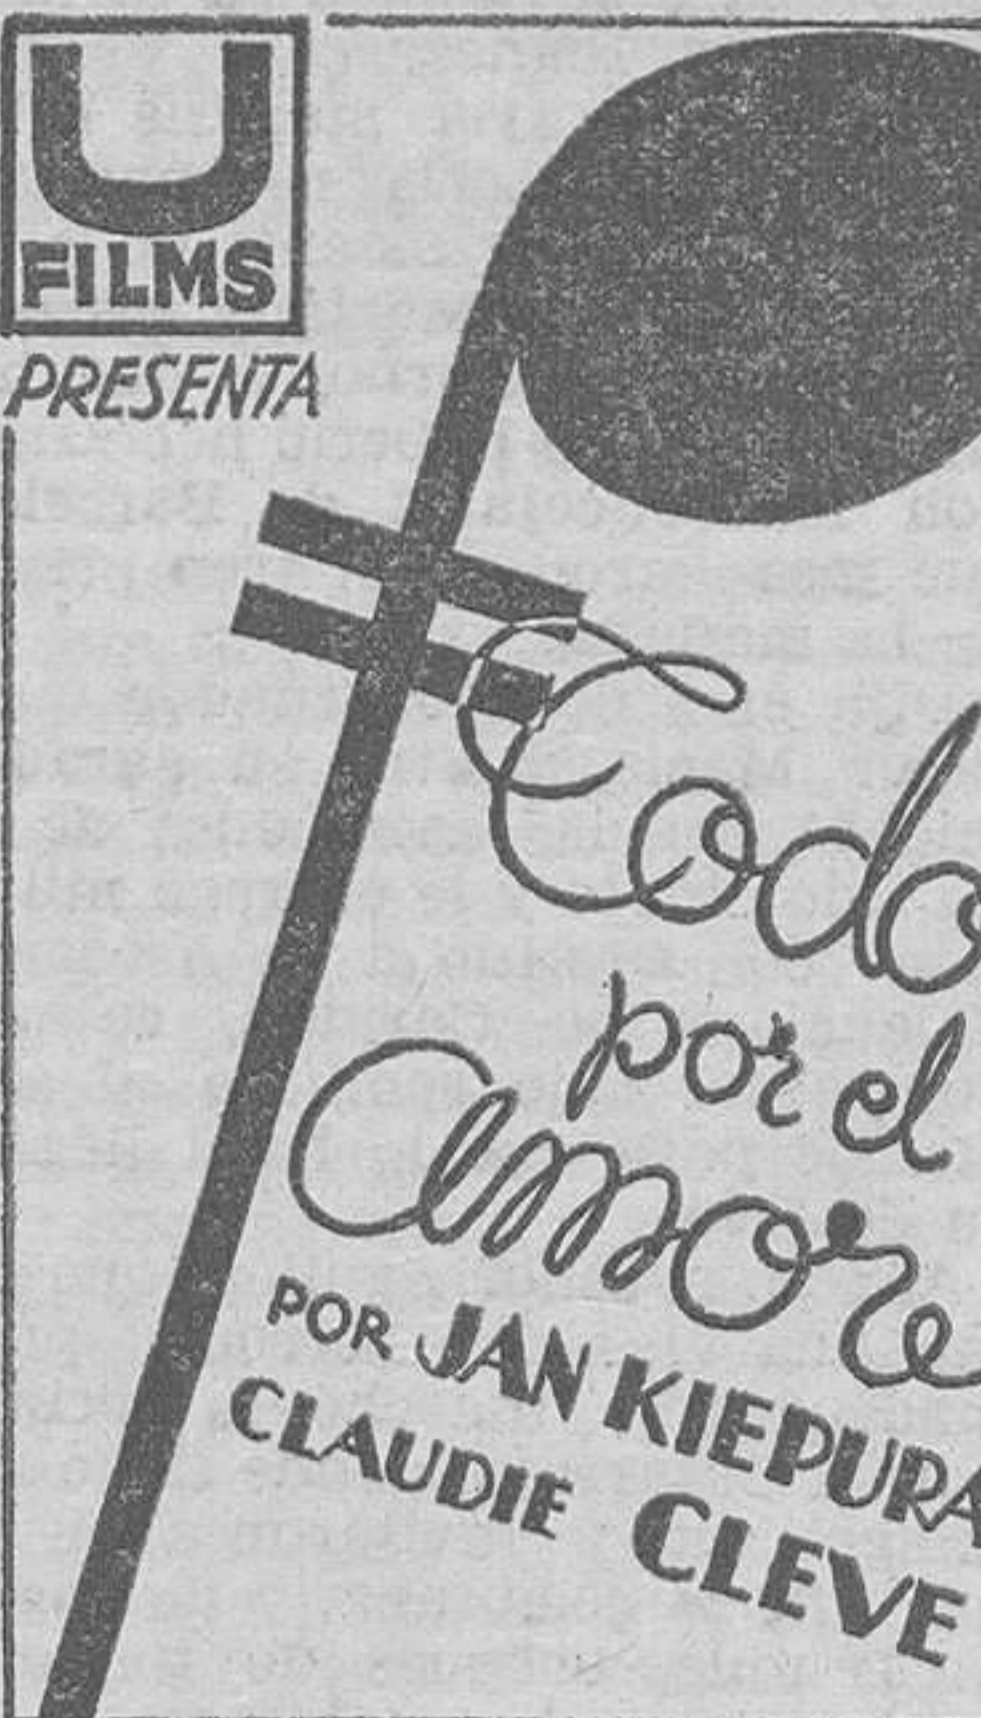 U
FILMS
PRESENTA
Todo
por el
Amor
POR JAN KIEPURA
CLAUDIE CLEVE